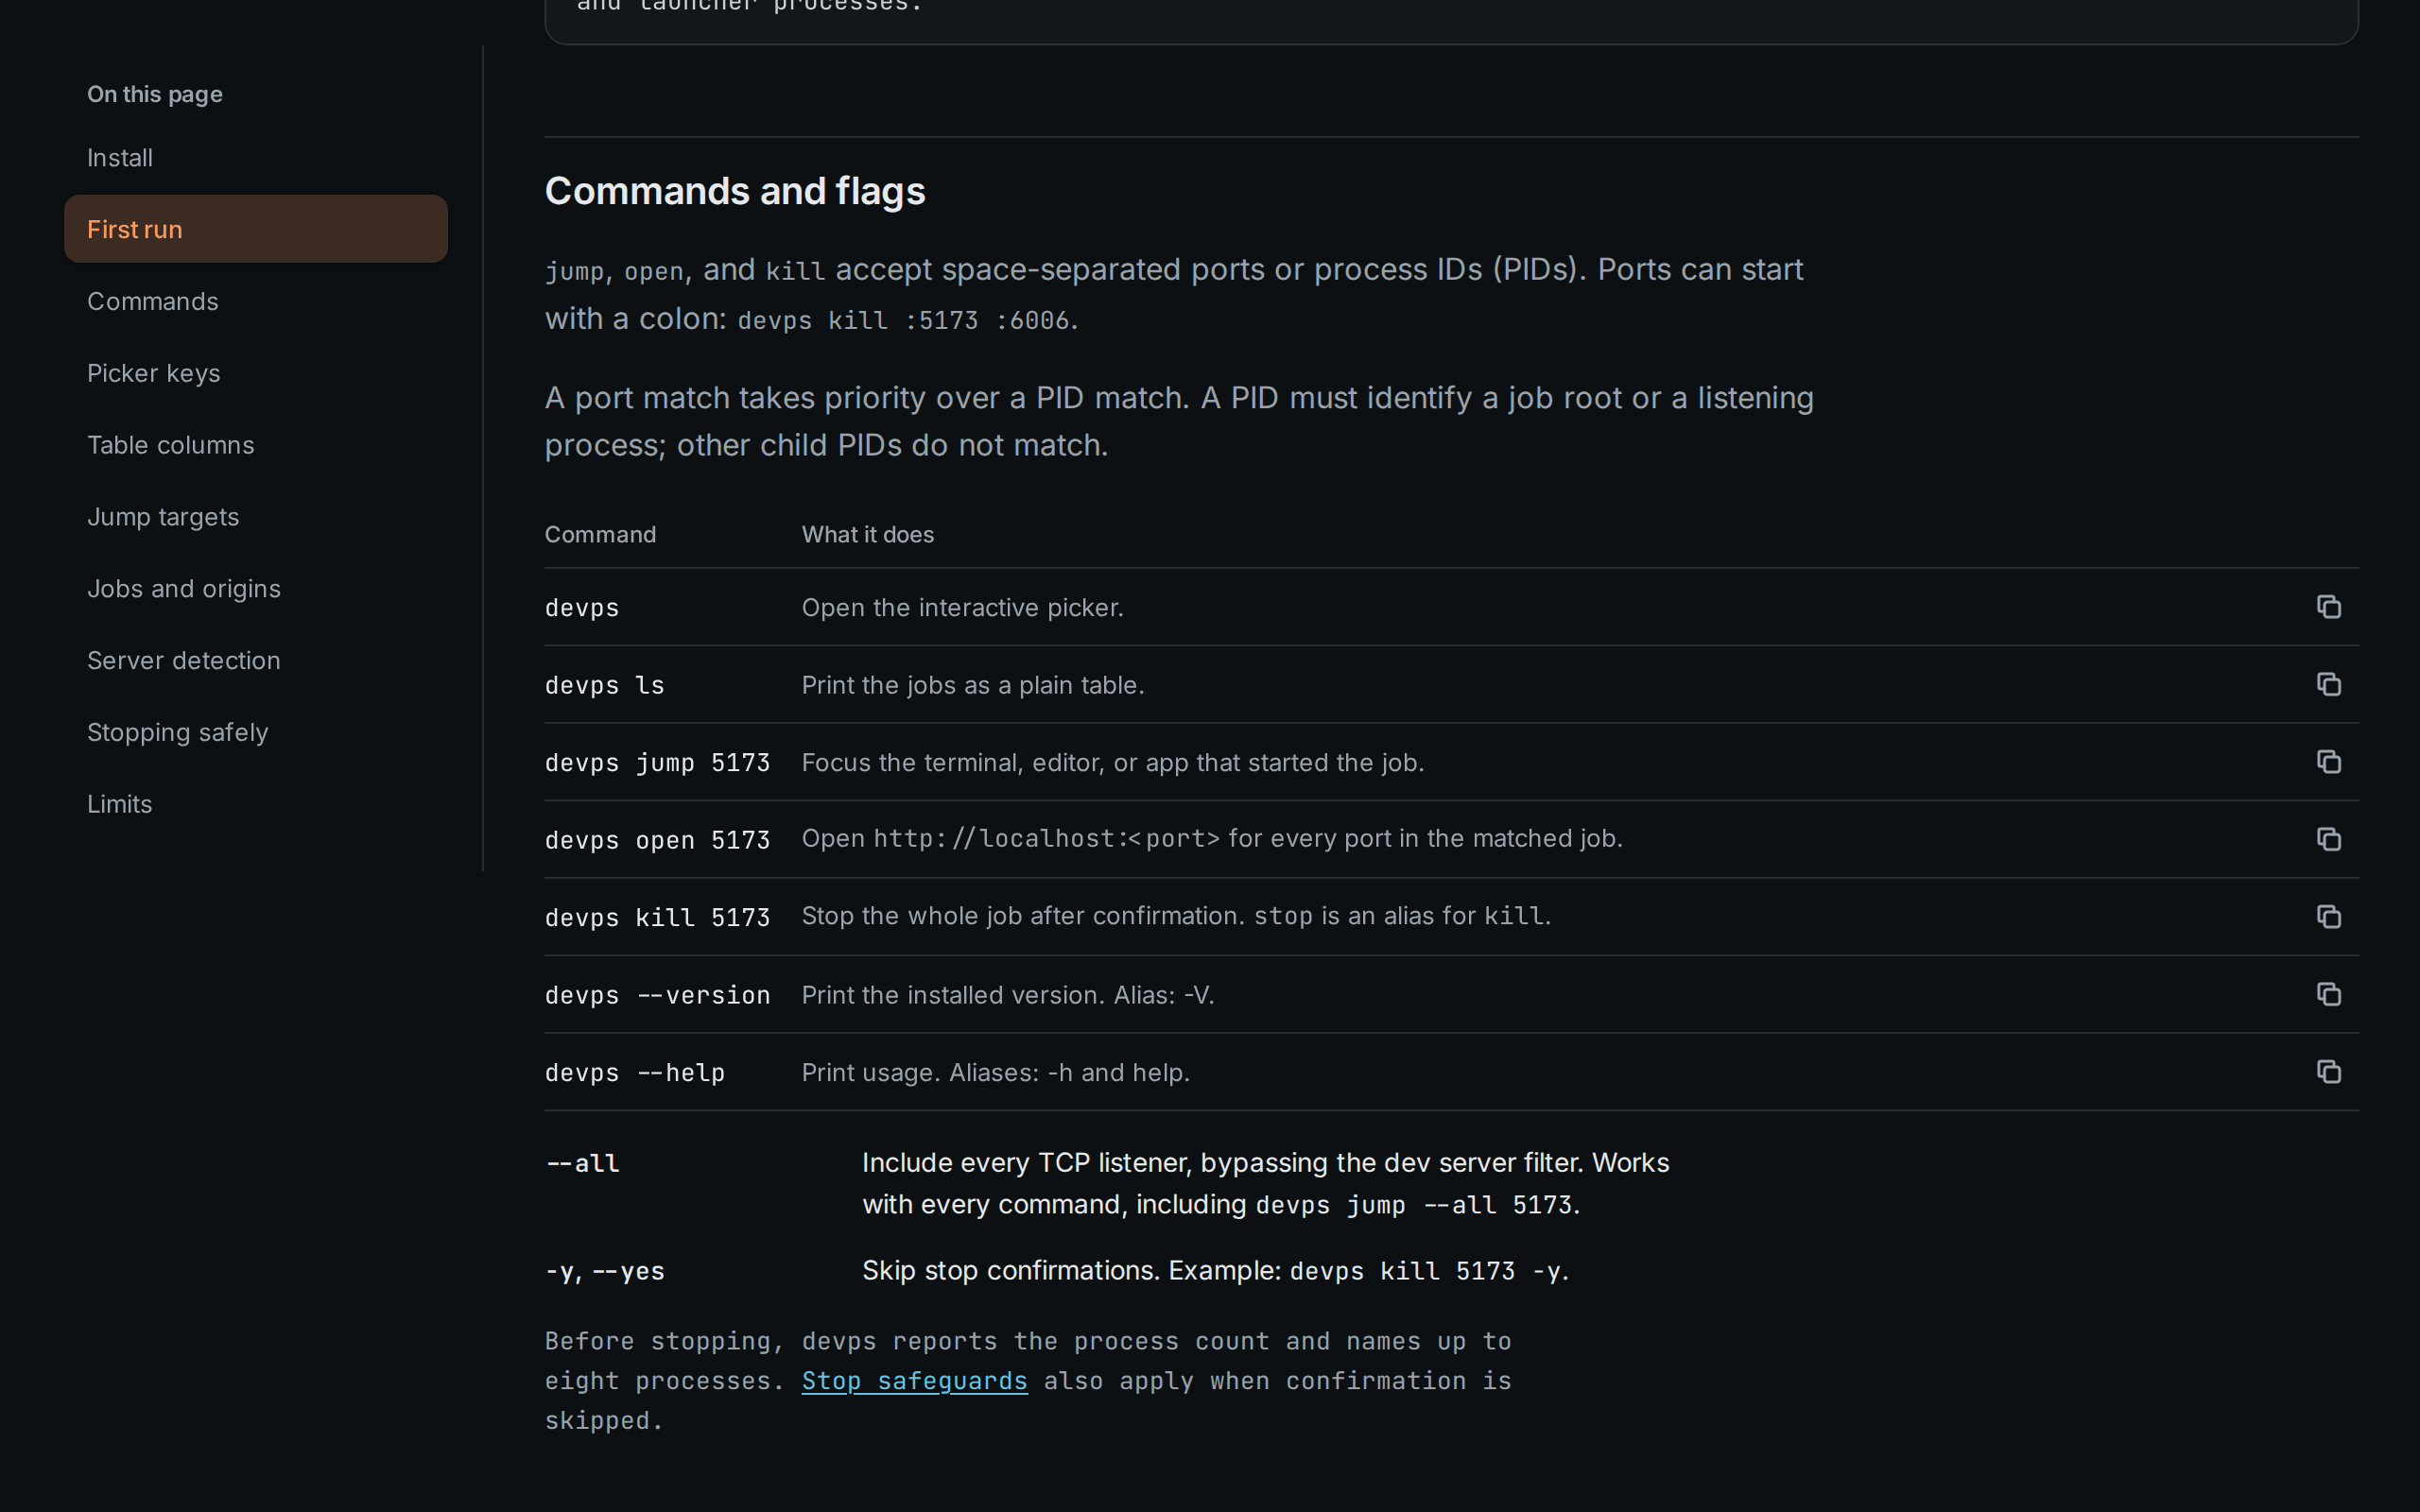 and launcher processes.
On this page
Install
First run
Commands
Picker keys
Table columns
Jump targets
Jobs and origins
Server detection
Stopping safely
Limits
Commands and flags
jump, open, and kill accept space-separated ports or process IDs (PIDs). Ports can start
with a colon: devps kill :5173 :6006.
A port match takes priority over a PID match. A PID must identify a job root or a listening
process; other child PIDs do not match.
Command What it does
devps Open the interactive picker.
devps ls Print the jobs as a plain table.
devps jump 5173 Focus the terminal, editor, or app that started the job.
devps open 5173 Open http://localhost:<port> for every port in the matched job.
devps kill 5173 Stop the whole job after confirmation. stop is an alias for kill.
devps --version Print the installed version. Alias: -V.
devps --help Print usage. Aliases: -h and help.
--all Include every TCP listener, bypassing the dev server filter. Works
with every command, including devps jump --all 5173.
-y, --yes Skip stop confirmations. Example: devps kill 5173 -y.
Before stopping, devps reports the process count and names up to
eight processes. Stop safeguards also apply when confirmation is
skipped.